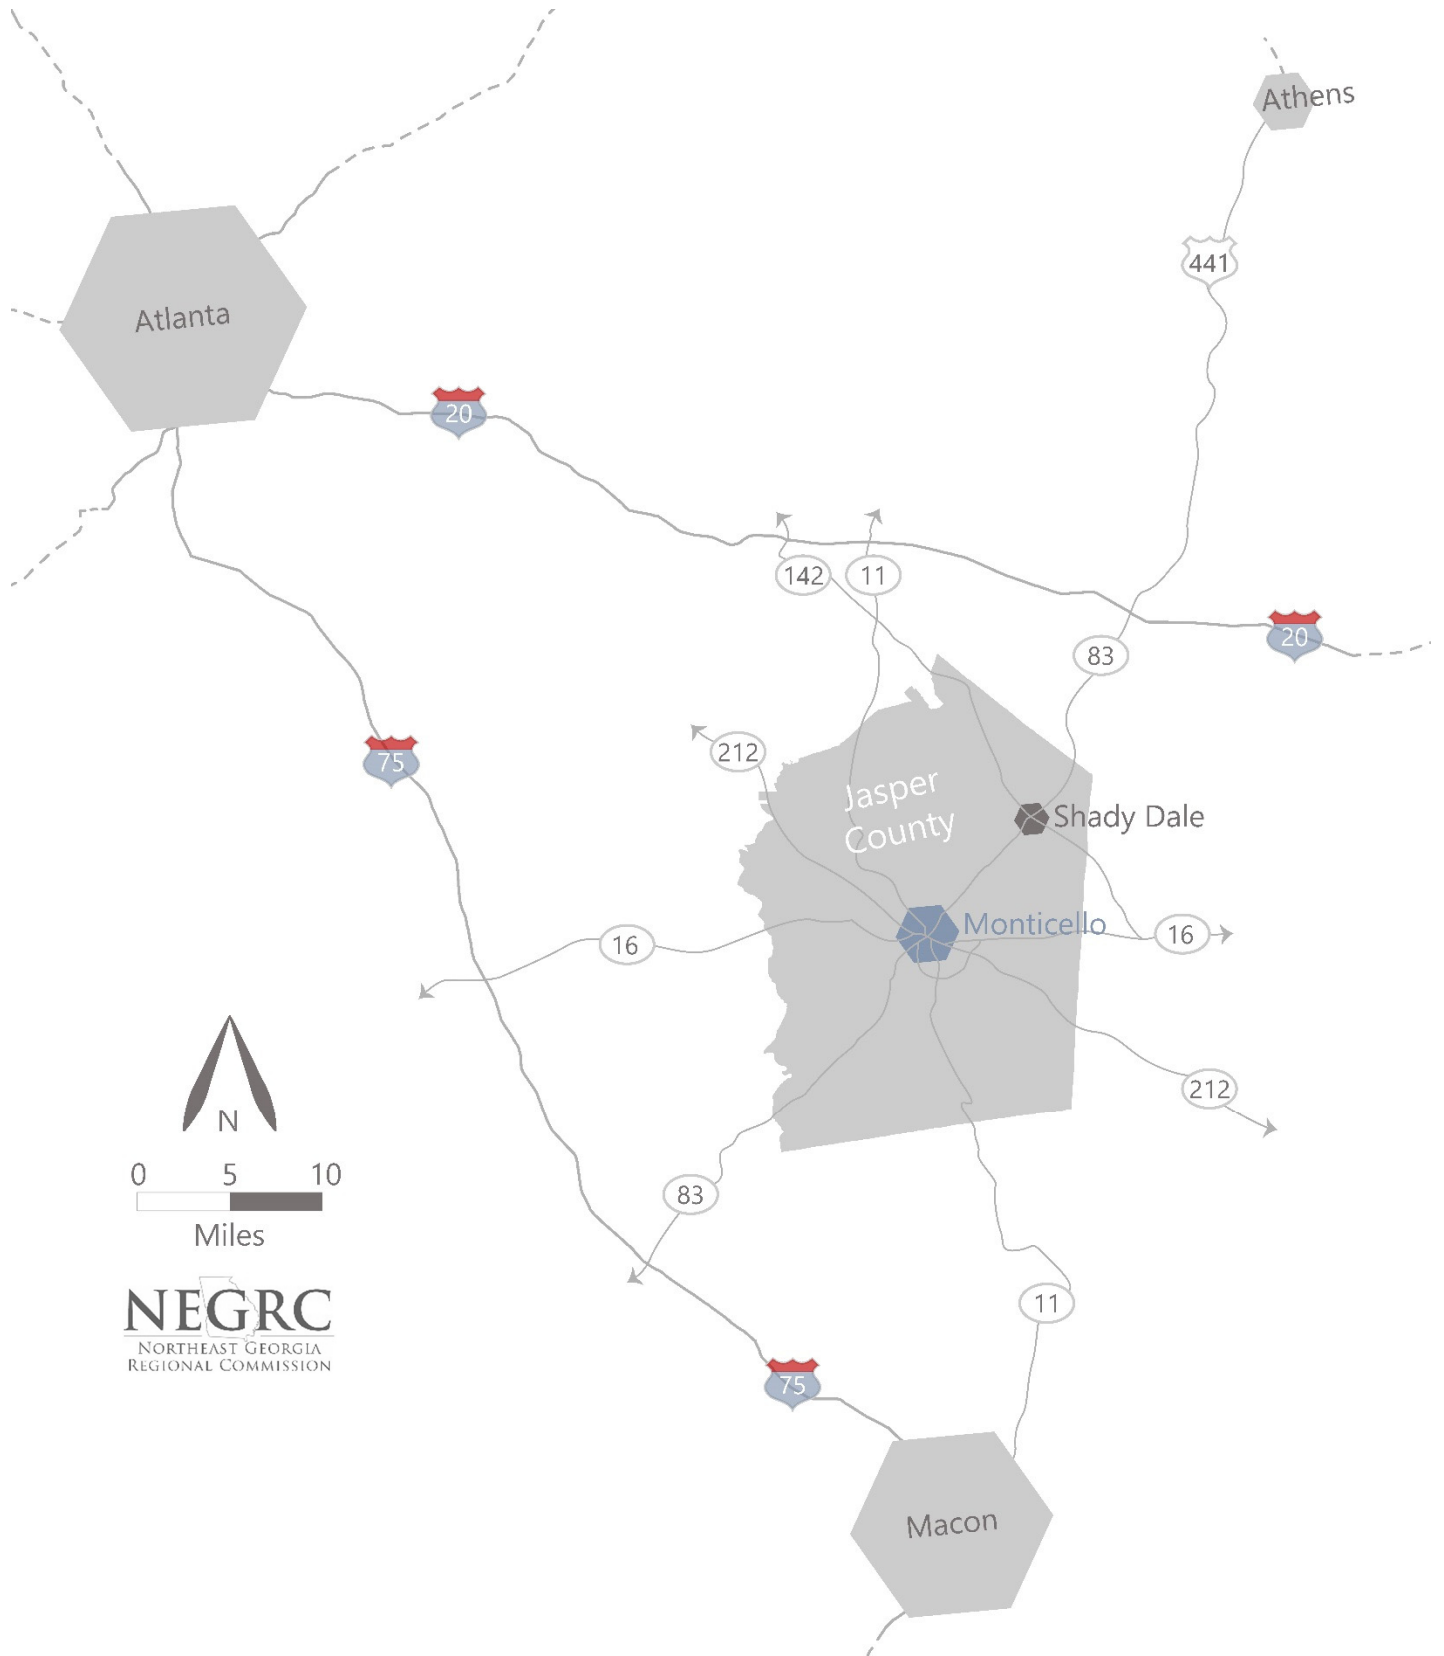 Athens
441
Atlanta
20
142
11
20
83
212
75
Jasper
County
Shady Dale
Monticello
16
16
N
212
0 5 10
Miles
83
NEGRC
NORTHEAST GEORGIA
REGIONAL COMMISSION
11
75
Macon